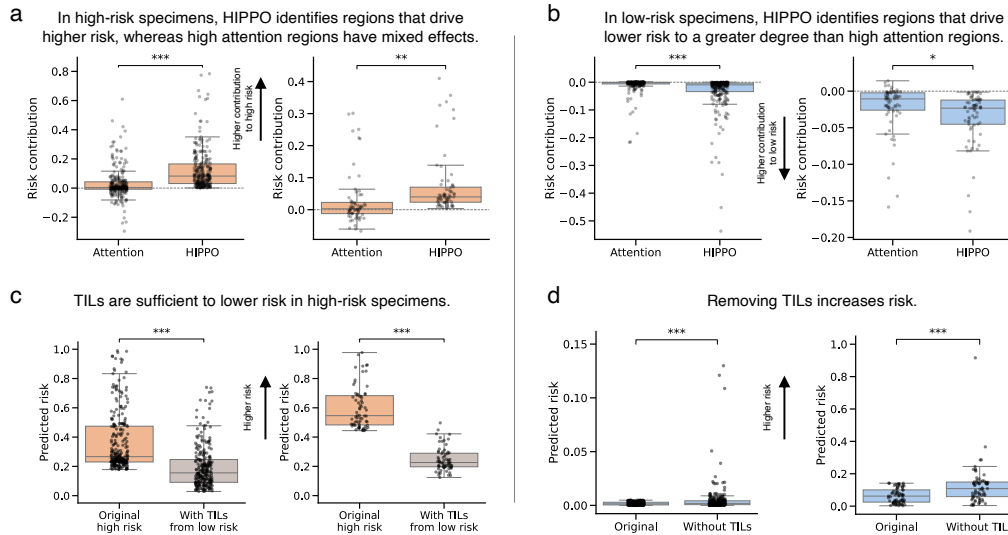 a
In high-risk specimens, HIPPO identifies regions that drive
higher risk, whereas high attention regions have mixed effects.
***
Risk contribution
0.8
0.6
0.4
0.2
0.0
−0.2
Attention
HIPPO
Higher contribution
to high risk
**
Risk contribution
0.4
0.3
0.2
0.1
0.0
Attention
HIPPO
b
In low-risk specimens, HIPPO identifies regions that drive
lower risk to a greater degree than high attention regions.
***
Risk contribution
0.0
−0.1
−0.2
−0.3
−0.4
−0.5
Attention
HIPPO
Higher contribution
to low risk
*
Risk contribution
0.00
−0.05
−0.10
−0.15
−0.20
Attention
HIPPO
c
TILs are sufficient to lower risk in high-risk specimens.
***
Predicted risk
1.0
0.8
0.6
0.4
0.2
0.0
Original
high risk
With TILs
from low risk
Higher risk
***
Predicted risk
1.0
0.8
0.6
0.4
0.2
0.0
Original
high risk
With TILs
from low risk
d
Removing TILs increases risk.
***
Predicted risk
0.15
0.10
0.05
0.00
Original
Without TILs
Higher risk
***
Predicted risk
1.0
0.8
0.6
0.4
0.2
0.0
Original
Without TILs